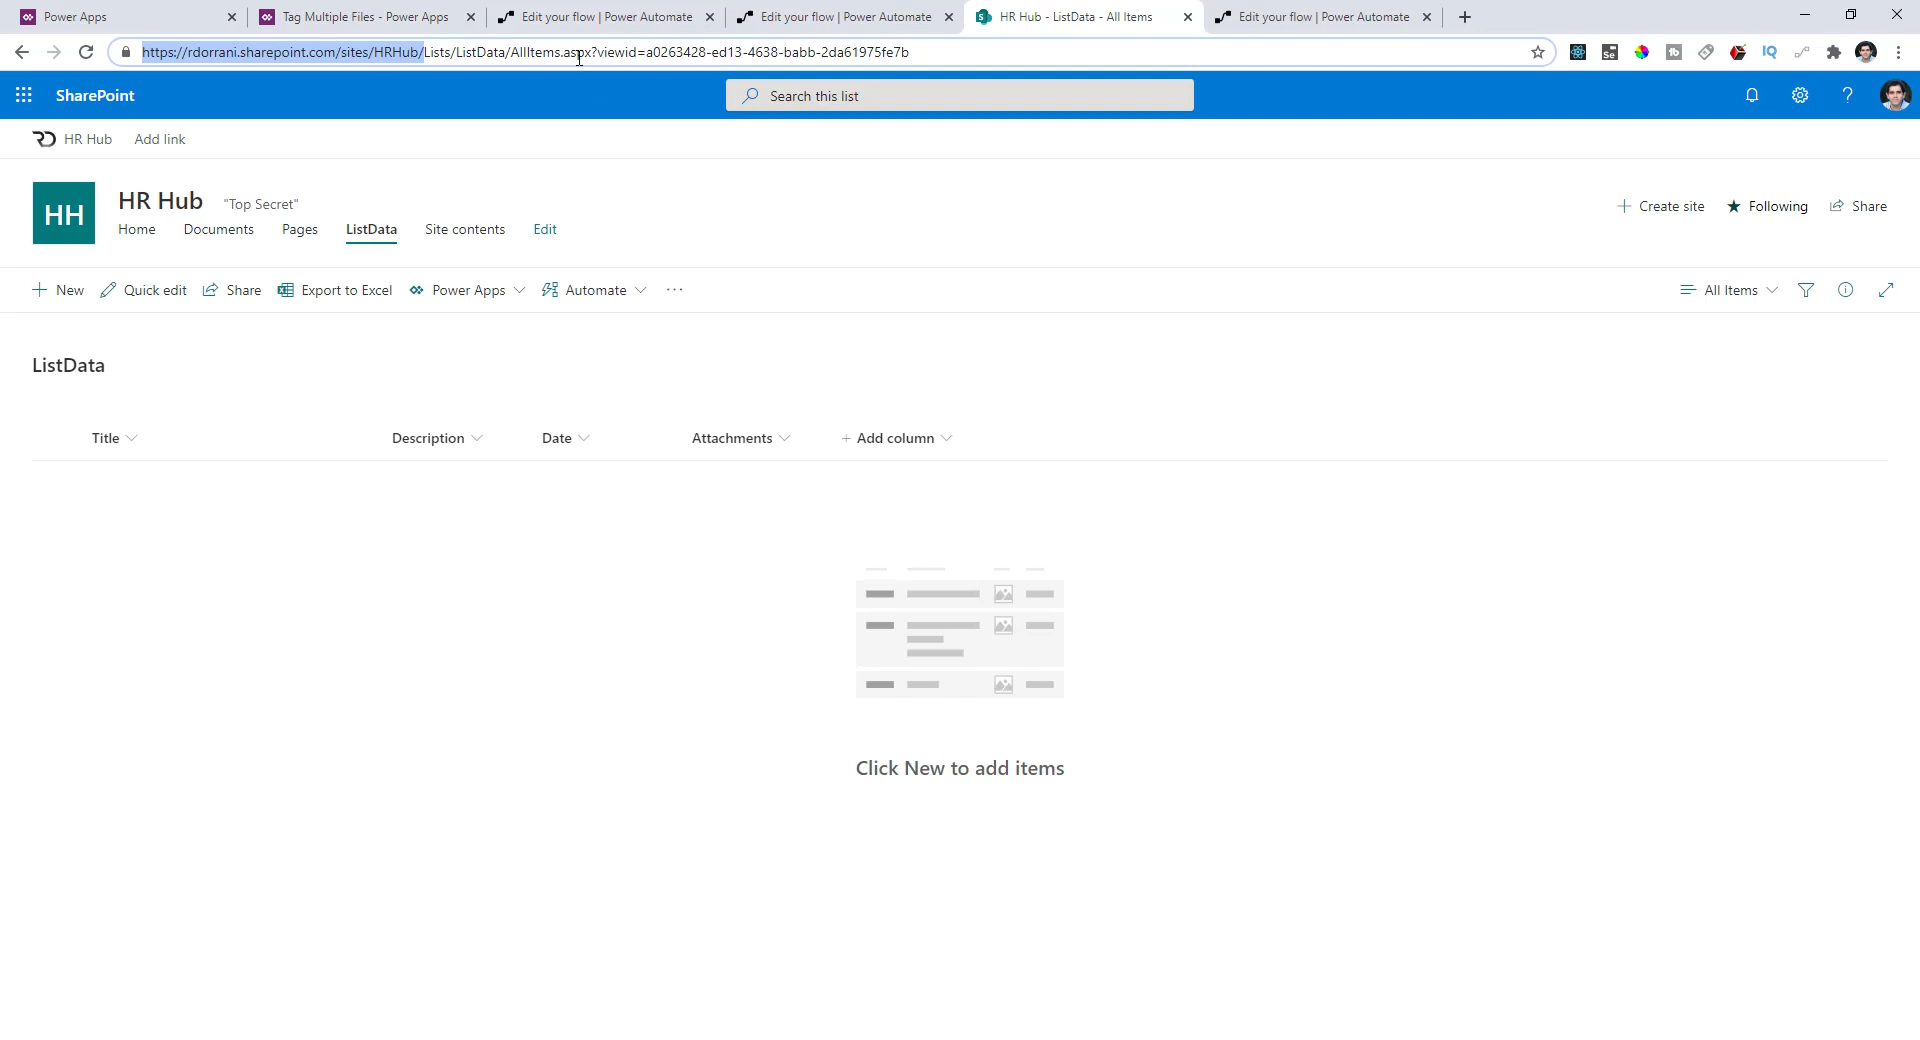 Power Apps
Tag Multiple Files - Power Apps
Edit your flow | Power Automate
Edit your flow | Power Automate
HR Hub - ListData - All Items
Edit your flow | Power Automate
https://rdorrani.sharepoint.com/sites/HRHub/Lists/ListData/AllItems.aspx?viewid=a0263428-ed13-4638-babb-2da61975fe7b
SharePoint
Search this list
HR Hub Add link
HH
HR Hub "Top Secret"
Home Documents Pages ListData Site contents Edit
Create site Following Share
New Quick edit Share Export to Excel Power Apps Automate ···
All Items
ListData
Title Description Date Attachments + Add column
Click New to add items